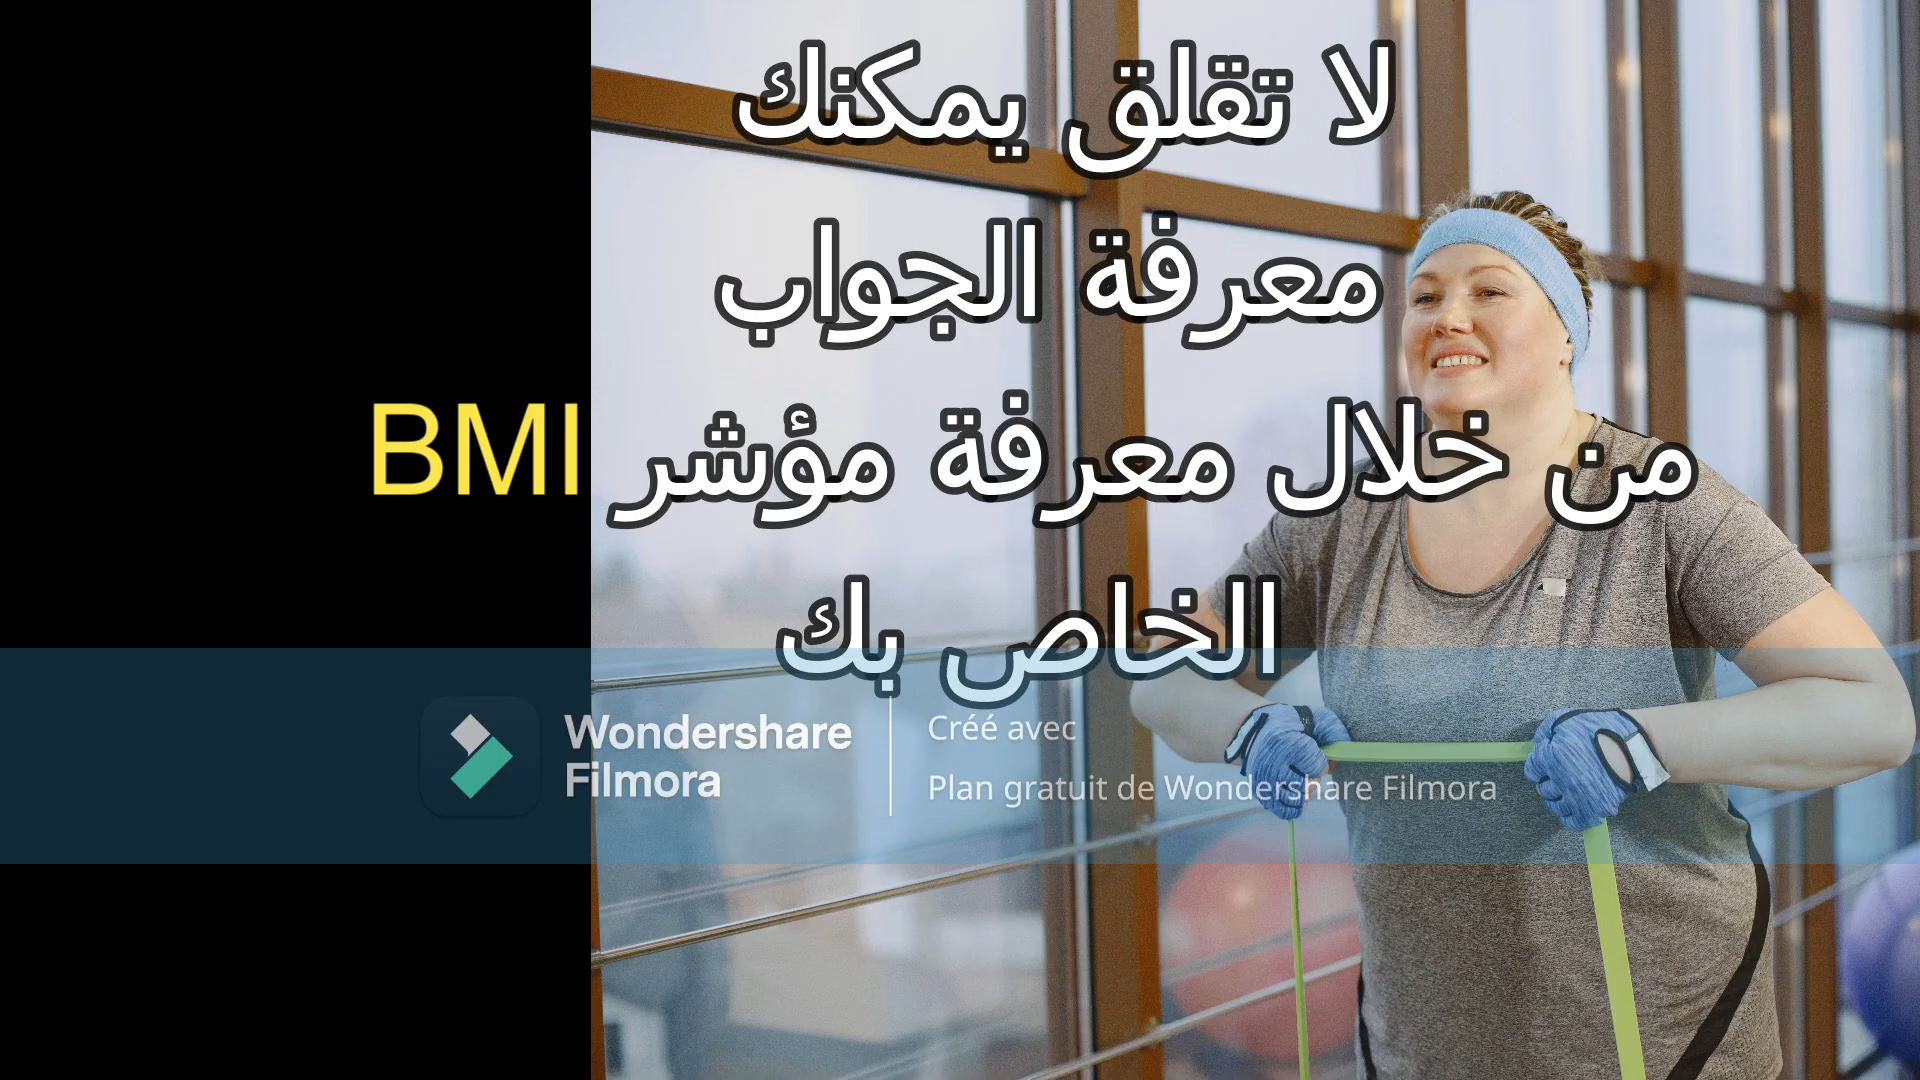 لا تقلق يمكنك
معرفة الجواب
من خلال معرفة مؤشر BMI
الخاص بك
Wondershare
Filmora
Créé avec
Plan gratuit de Wondershare Filmora